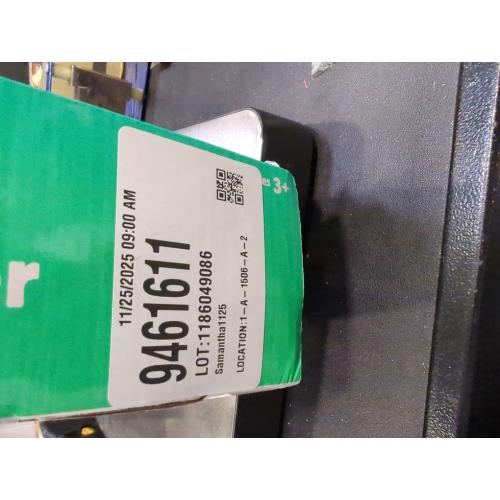 11/25/2025 09:00 AM
9461611
LOT:1186049086
Samantha1125
LOCATION:1-A-1506-A-2
3+